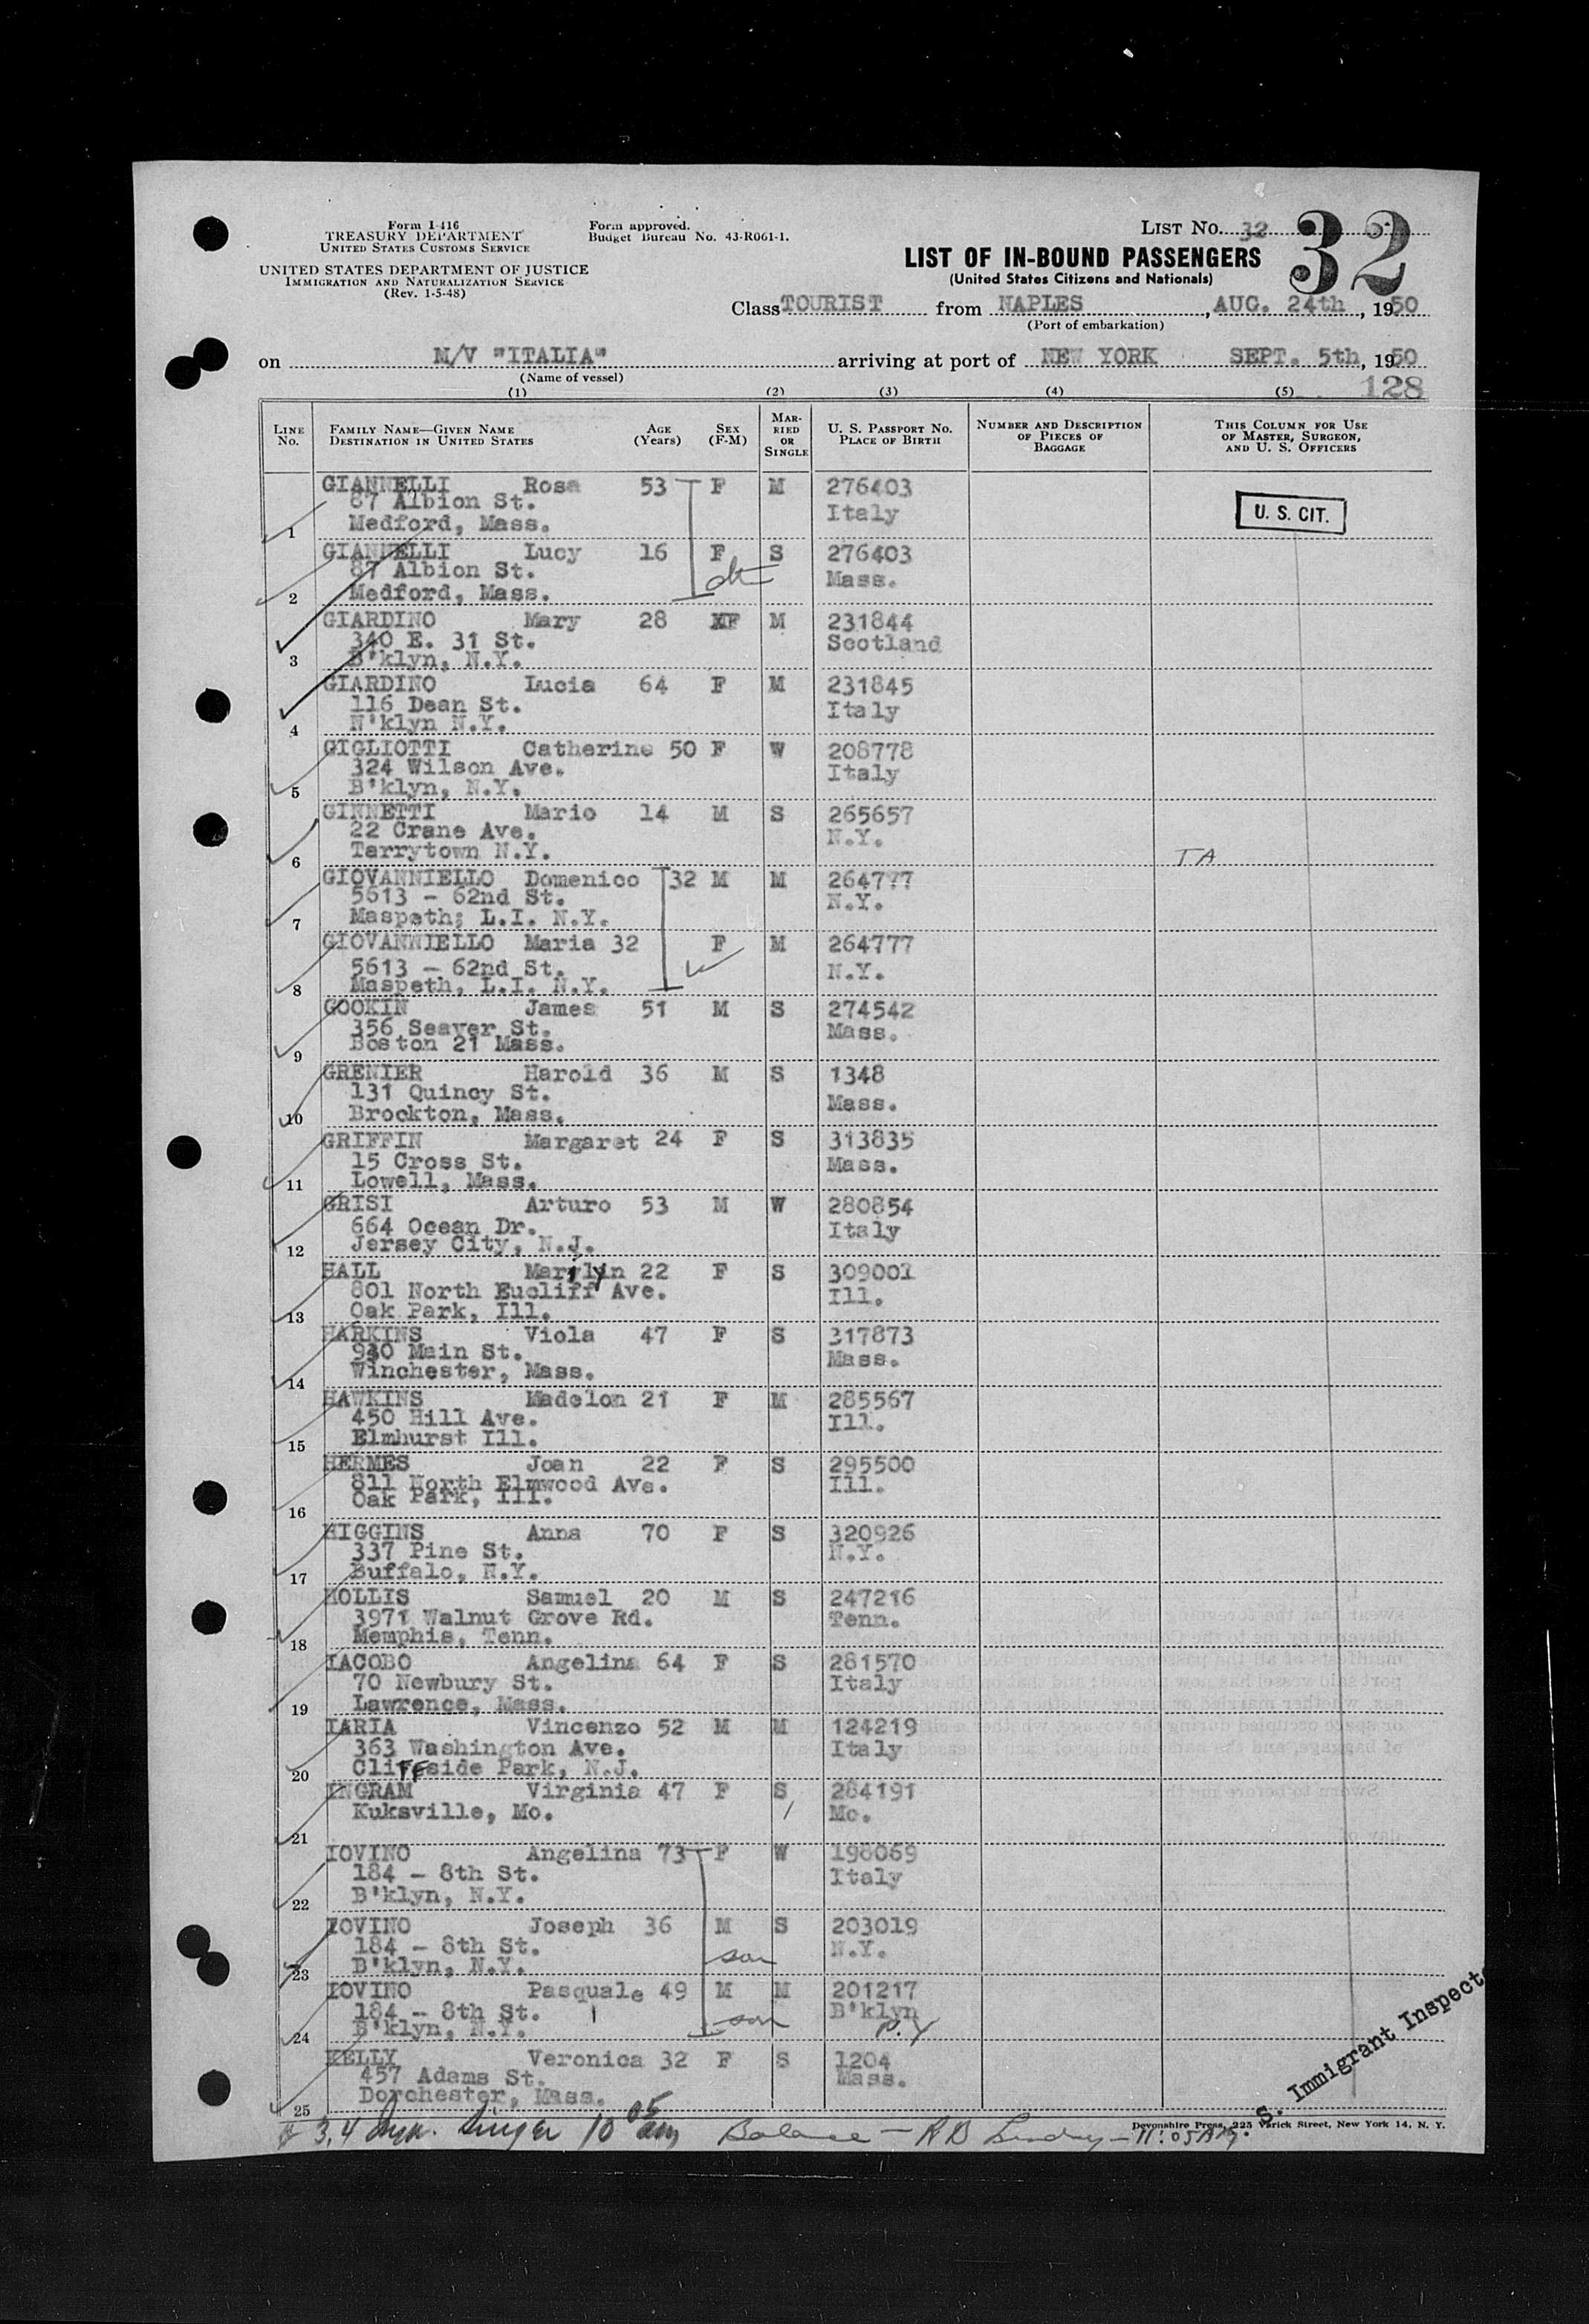 Form I-416
TREASURY DEPARTMENT
UNITED STATES CUSTOMS SERVICE
UNITED STATES DEPARTMENT OF JUSTICE
IMMIGRATION AND NATURALIZATION SERVICE
(Rev. 1-5-48)
Form approved.
Budget Bureau No. 43-R061-1.
LIST No. 32
32
LIST OF IN-BOUND PASSENGERS
(United States Citizens and Nationals)
Class TOURIST from NAPLES, AUG. 24th, 1950
(Port of embarkation)
on M/V "ITALIA" arriving at port of NEW YORK SEPT. 5th, 1950
(Name of vessel)
128
(1) (2) (3) (4) (5)
LINE No. FAMILY NAME—GIVEN NAME DESTINATION IN UNITED STATES AGE (Years) SEX (F-M) MARRIED OR SINGLE U. S. PASSPORT No. PLACE OF BIRTH NUMBER AND DESCRIPTION OF PIECES OF BAGGAGE THIS COLUMN FOR USE OF MASTER, SURGEON, AND U. S. OFFICERS
GIANNELLI Rosa 53 F M 276403
87 Albion St. Italy U. S. CIT.
1 Medford, Mass.
GIANNELLI Lucy 16 F S 276403
87 Albion St. Mass.
2 Medford, Mass.
GIARDINO Mary 28 XF M 231844
340 E. 31 St. Scotland
3 B'klyn, N.Y.
GIARDINO Lucia 64 F M 231845
116 Dean St. Italy
4 N'klyn N.Y.
GIGLIOTTI Catherine 50 F W 208778
324 Wilson Ave. Italy
5 B'klyn, N.Y.
GINNETTI Mario 14 M S 265657
22 Crane Ave. N.Y.
6 Tarrytown N.Y. TA
GIOVANNIELLO Domenico 32 M M 264777
5613 - 62nd St. N.Y.
7 Maspeth; L.I. N.Y.
GIOVANNIELLO Maria 32 F M 264777
5613 - 62nd St. N.Y.
8 Maspeth, L.I. N.Y.
GOOKIN James 51 M S 274542
356 Seaver St. Mass.
9 Boston 21 Mass.
GRENIER Harold 36 M S 1348
131 Quincy St. Mass.
10 Brockton, Mass.
GRIFFIN Margaret 24 F S 313835
15 Cross St. Mass.
11 Lowell, Mass.
GRISI Arturo 53 M W 280854
664 Ocean Dr. Italy
12 Jersey City, N.J.
HALL Marilyn 22 F S 309001
801 North Eucliff Ave. Ill.
13 Oak Park, Ill.
HARKINS Viola 47 F S 317873
930 Main St. Mass.
14 Winchester, Mass.
HAWKINS Madelon 21 F M 285567
450 Hill Ave. Ill.
15 Elmhurst Ill.
HERMES Joan 22 F S 295500
811 North Elmwood Ave. Ill.
16 Oak Park, Ill.
HIGGINS Anna 70 F S 320926
337 Pine St. N.Y.
17 Buffalo, N.Y.
HOLLIS Samuel 20 M S 247216
3971 Walnut Grove Rd. Tenn.
18 Memphis, Tenn.
IACOBO Angelina 64 F S 281570
70 Newbury St. Italy
19 Lawrence, Mass.
IARIA Vincenzo 52 M M 124219
363 Washington Ave. Italy
20 Cliffside Park, N.J.
INGRAM Virginia 47 F S 284191
Kuksville, Mo. Mo.
21
IOVINO Angelina 73 F W 198069
184 - 8th St. Italy
22 B'klyn, N.Y.
IOVINO Joseph 36 M S 203019
184 - 8th St. son N.Y.
23 B'klyn, N.Y.
IOVINO Pasquale 49 M M 201217
184 - 8th St. son B'klyn
24 B'klyn, N.Y.
KELLY Veronica 32 F S 1204
457 Adams St. Mass.
25 Dorchester, Mass.
S. Immigrant Inspect
Devonshire Press, 225 Varick Street, New York 14, N. Y.
3,4 10 05 am Balance — R B 11:05 AM